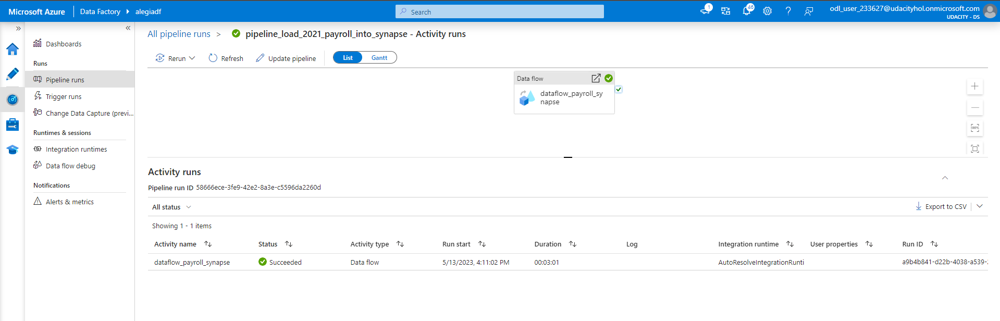 Microsoft Azure
Data Factory
alegiadf
Search
1
46
odl_user_233627@udacityhol.onmicrosoft.com
UDACITY - DS
Dashboards
Runs
Pipeline runs
Trigger runs
Change Data Capture (previ...
Runtimes & sessions
Integration runtimes
Data flow debug
Notifications
Alerts & metrics
All pipeline runs > pipeline_load_2021_payroll_into_synapse - Activity runs
Rerun
Refresh
Update pipeline
List
Gantt
Data flow
dataflow_payroll_sy
napse
100%
Activity runs
Pipeline run ID 58666ece-3fe9-42e2-8a3e-c5596da2260d
All status
Export to CSV
Showing 1 - 1 items
Activity name Status Activity type Run start Duration Log Integration runtime User properties Run ID
dataflow_payroll_synapse Succeeded Data flow 5/13/2023, 4:11:02 PM 00:03:01 AutoResolveIntegrationRunti a9b4b841-d22b-4038-a539-